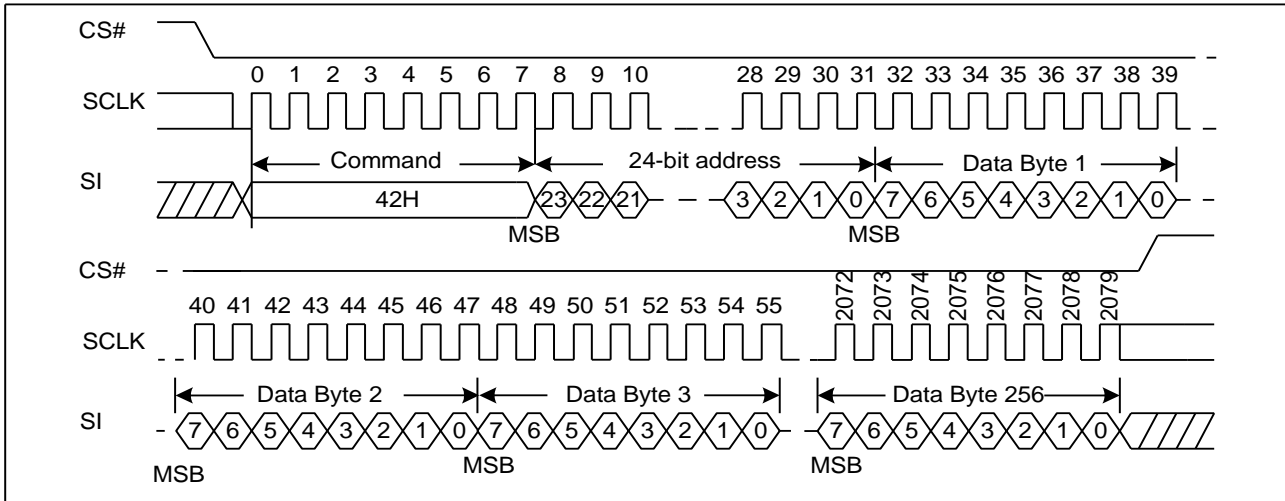 CS#
0 1 2 3 4 5 6 7 8 9 10 28 29 30 31 32 33 34 35 36 37 38 39
SCLK
Command 24-bit address Data Byte 1
SI
42H 23 22 21 3 2 1 0 7 6 5 4 3 2 1 0
MSB MSB
CS#
40 41 42 43 44 45 46 47 48 49 50 51 52 53 54 55 2072 2073 2074 2075 2076 2077 2078 2079
SCLK
Data Byte 2 Data Byte 3 Data Byte 256
SI
7 6 5 4 3 2 1 0 7 6 5 4 3 2 1 0 7 6 5 4 3 2 1 0
MSB MSB MSB